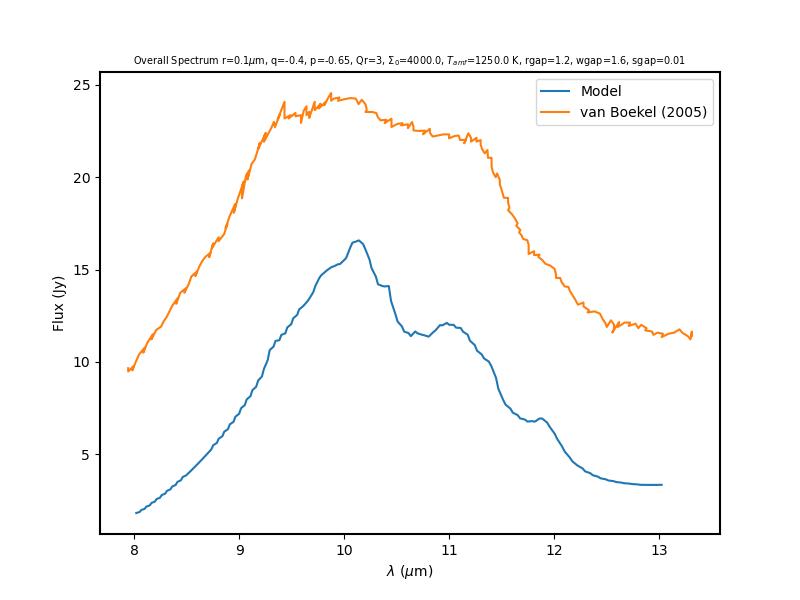 Overall Spectrum r=0.1μm, q=-0.4, p=-0.65, Qr=3, Σ₀=4000.0, T_amf=1250.0 K, rgap=1.2, wgap=1.6, sgap=0.01
Model
van Boekel (2005)
25
20
15
10
5
Flux (Jy)
8 9 10 11 12 13
λ (μm)